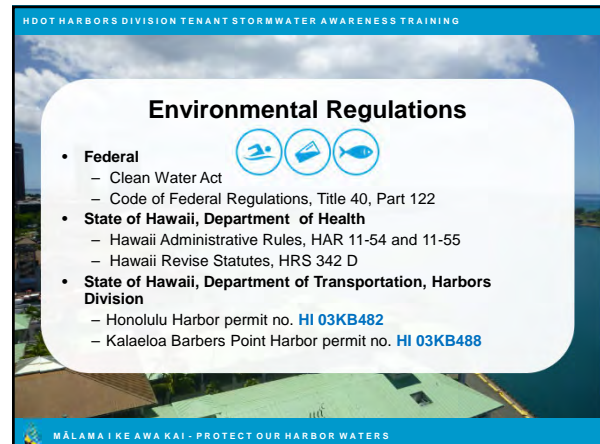 HDOT HARBORS DIVISION TENANT STORMWATER AWARENESS TRAINING
Environmental Regulations
• Federal
– Clean Water Act
– Code of Federal Regulations, Title 40, Part 122
• State of Hawaii, Department of Health
– Hawaii Administrative Rules, HAR 11-54 and 11-55
– Hawaii Revise Statutes, HRS 342 D
• State of Hawaii, Department of Transportation, Harbors
Division
– Honolulu Harbor permit no. HI 03KB482
– Kalaeloa Barbers Point Harbor permit no. HI 03KB488
MĀLAMA I KE AWA KAI - PROTECT OUR HARBOR WATERS